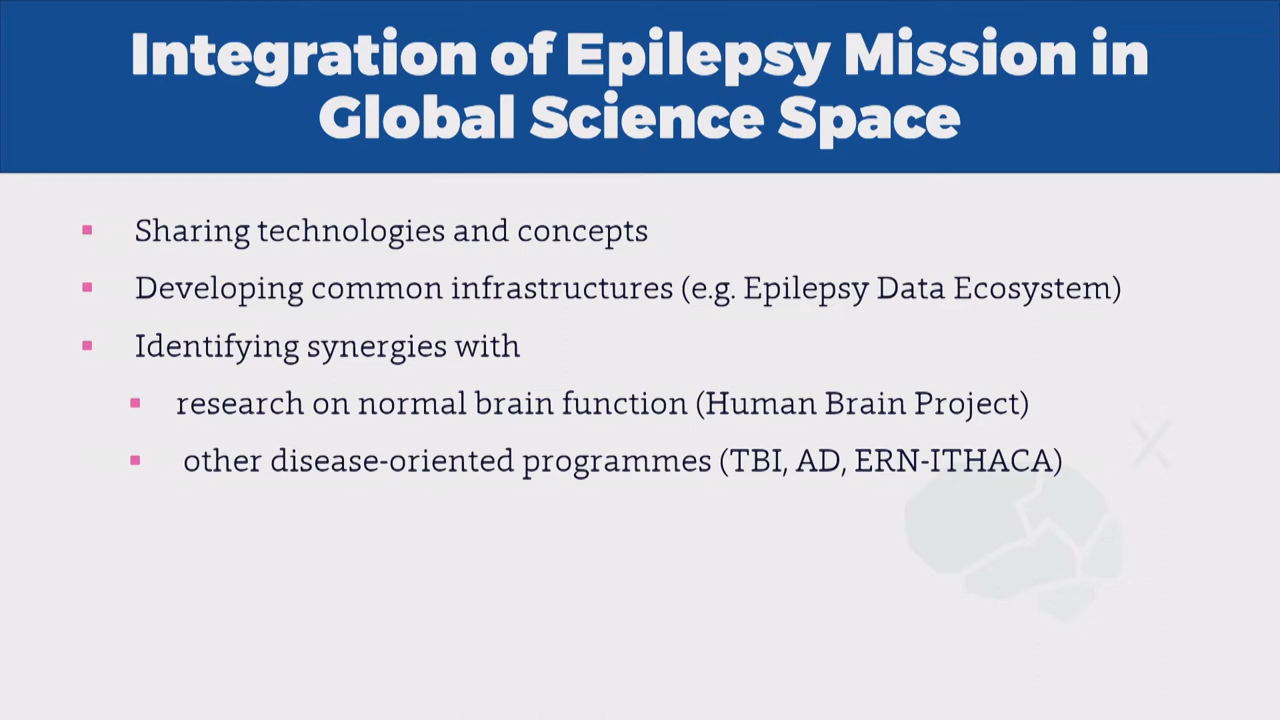 Integration of Epilepsy Mission in
Global Science Space
Sharing technologies and concepts
Developing common infrastructures (e.g. Epilepsy Data Ecosystem)
Identifying synergies with
research on normal brain function (Human Brain Project)
other disease-oriented programmes (TBI, AD, ERN-ITHACA)